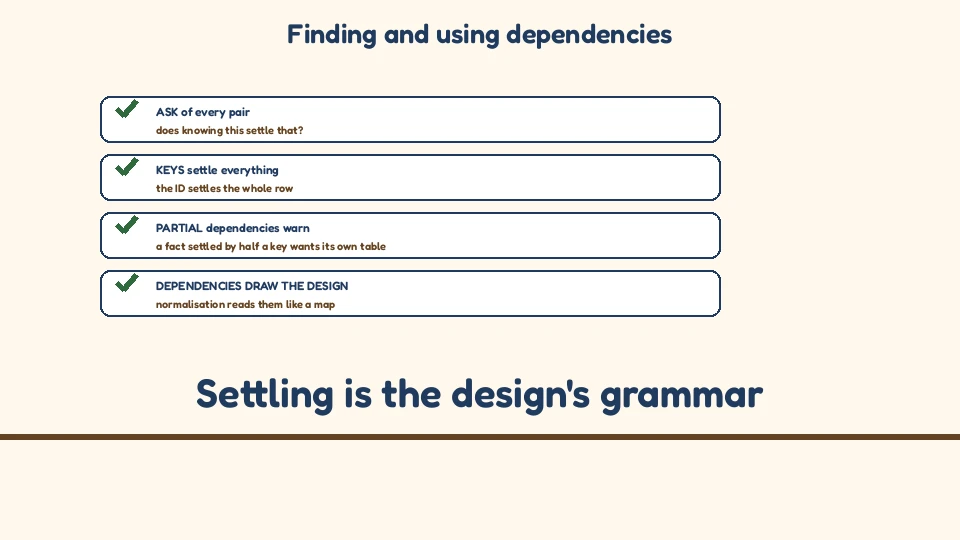 Finding and using dependencies
ASK of every pair
does knowing this settle that?
KEYS settle everything
the ID settles the whole row
PARTIAL dependencies warn
a fact settled by half a key wants its own table
DEPENDENCIES DRAW THE DESIGN
normalisation reads them like a map
Settling is the design's grammar